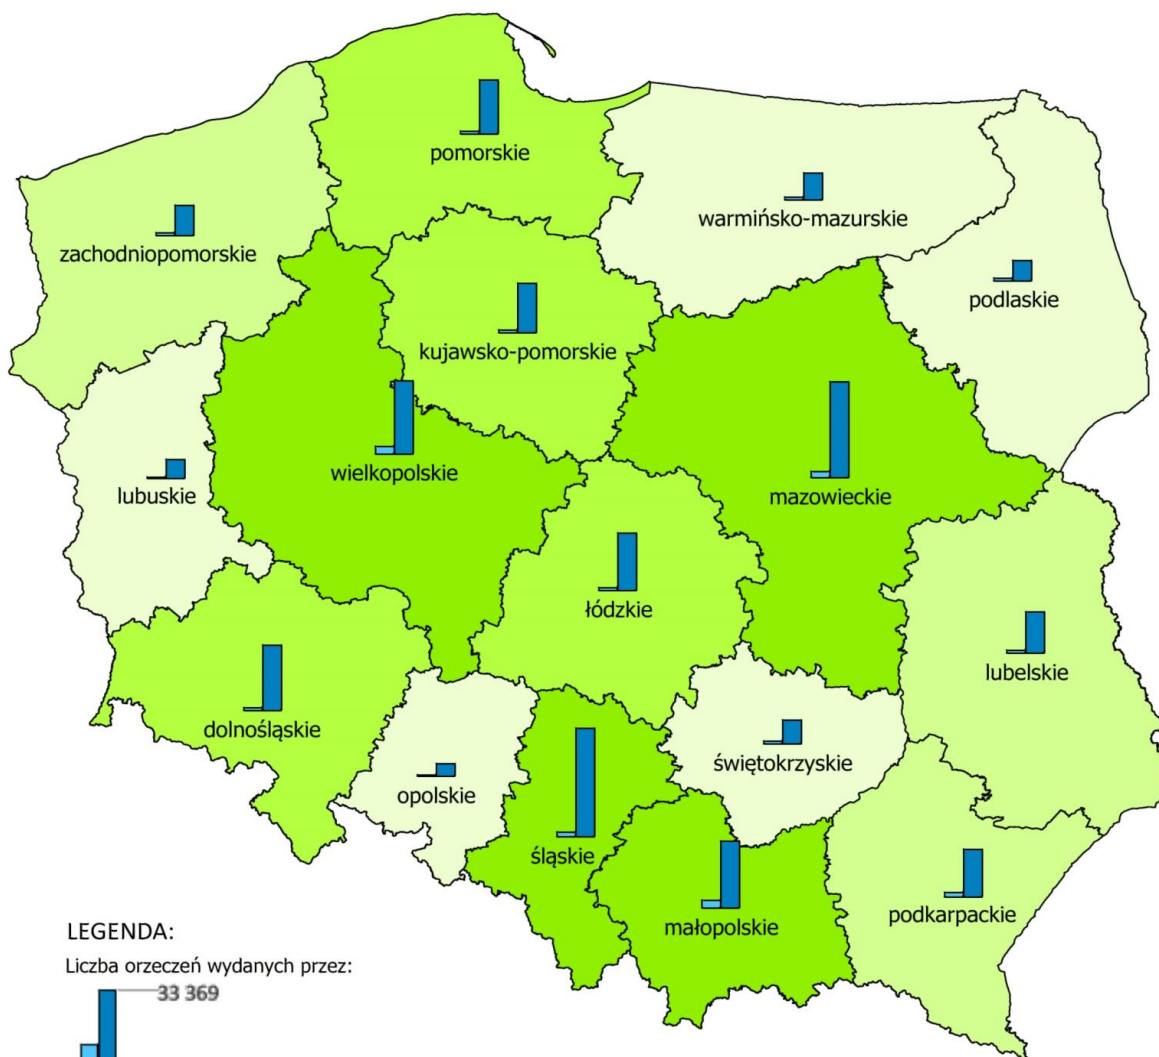 pomorskie
warmińsko-mazurskie
zachodniopomorskie
podlaskie
kujawsko-pomorskie
wielkopolskie
mazowieckie
lubuskie
łódzkie
lubelskie
dolnośląskie
świętokrzyskie
opolskie
śląskie
małopolskie
podkarpackie
LEGENDA:
Liczba orzeczeń wydanych przez:
33 369